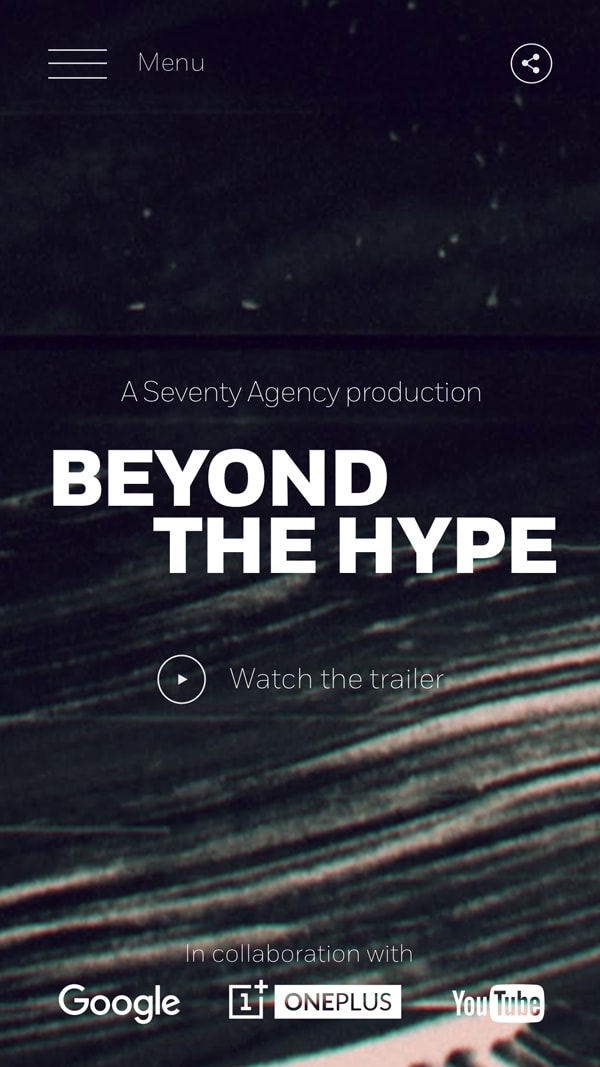 Menu
A Seventy Agency production
BEYOND
THE HYPE
Watch the trailer
In collaboration with
Google
1+ ONEPLUS
YouTube